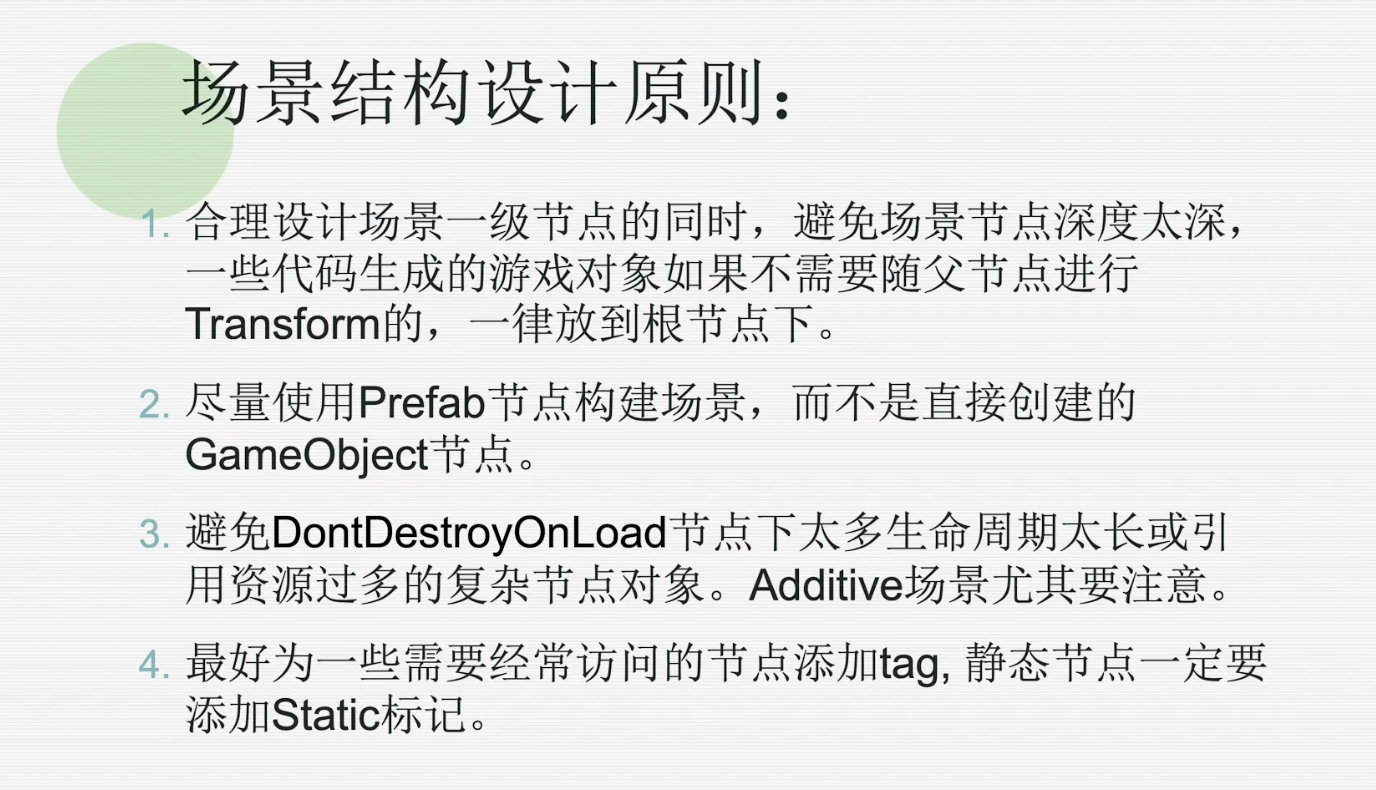 场景结构设计原则：
1. 合理设计场景一级节点的同时，避免场景节点深度太深，
一些代码生成的游戏对象如果不需要随父节点进行
Transform的，一律放到根节点下。
2. 尽量使用Prefab节点构建场景，而不是直接创建的
GameObject节点。
3. 避免DontDestroyOnLoad节点下太多生命周期太长或引
用资源过多的复杂节点对象。Additive场景尤其要注意。
4. 最好为一些需要经常访问的节点添加tag, 静态节点一定要
添加Static标记。